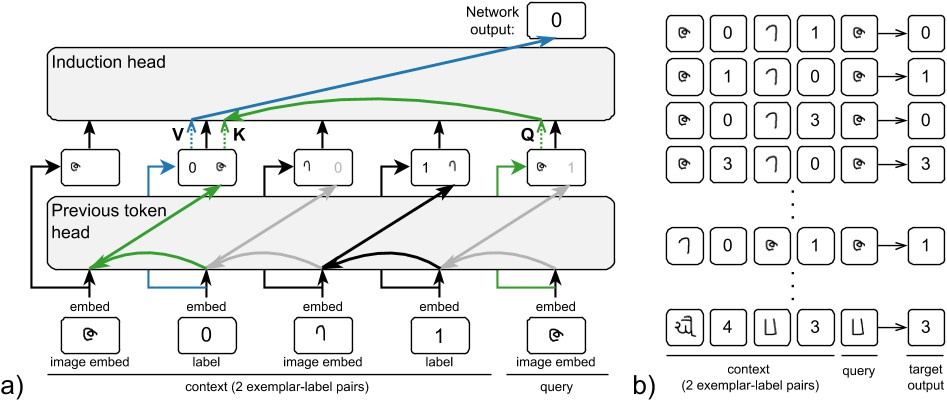 Network output: 0
Induction head
V K Q
0 0 1 1
Previous token head
embed embed embed embed embed
0 1
image embed label image embed label image embed
a) context (2 exemplar-label pairs) query
0 1 0
1 0 1
0 3 0
3 0 3
0 1 1
4 3 3
b) context (2 exemplar-label pairs) query target output